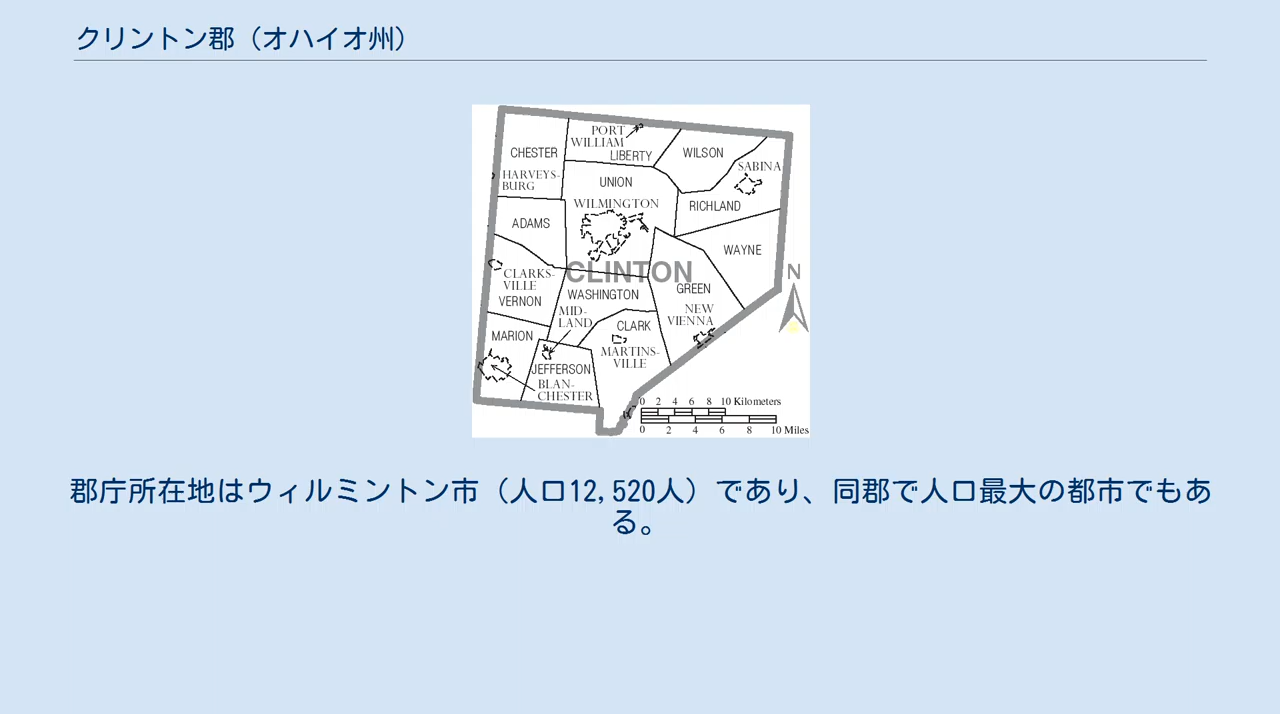 クリントン郡（オハイオ州）
PORT
WILLIAM
LIBERTY
WILSON
CHESTER
SABINA
HARVEYS-
BURG
UNION
WILMINGTON
RICHLAND
ADAMS
WAYNE
CLINTON
N
CLARKS-
VILLE
VERNON
WASHINGTON
GREEN
MID-
LAND
NEW
VIENNA
MARION
CLARK
MARTINS-
VILLE
JEFFERSON
BLAN-
CHESTER
0 2 4 6 8 10 Kilometers
0 2 4 6 8 10 Miles
郡庁所在地はウィルミントン市（人口12,520人）であり、同郡で人口最大の都市でもあ
る。